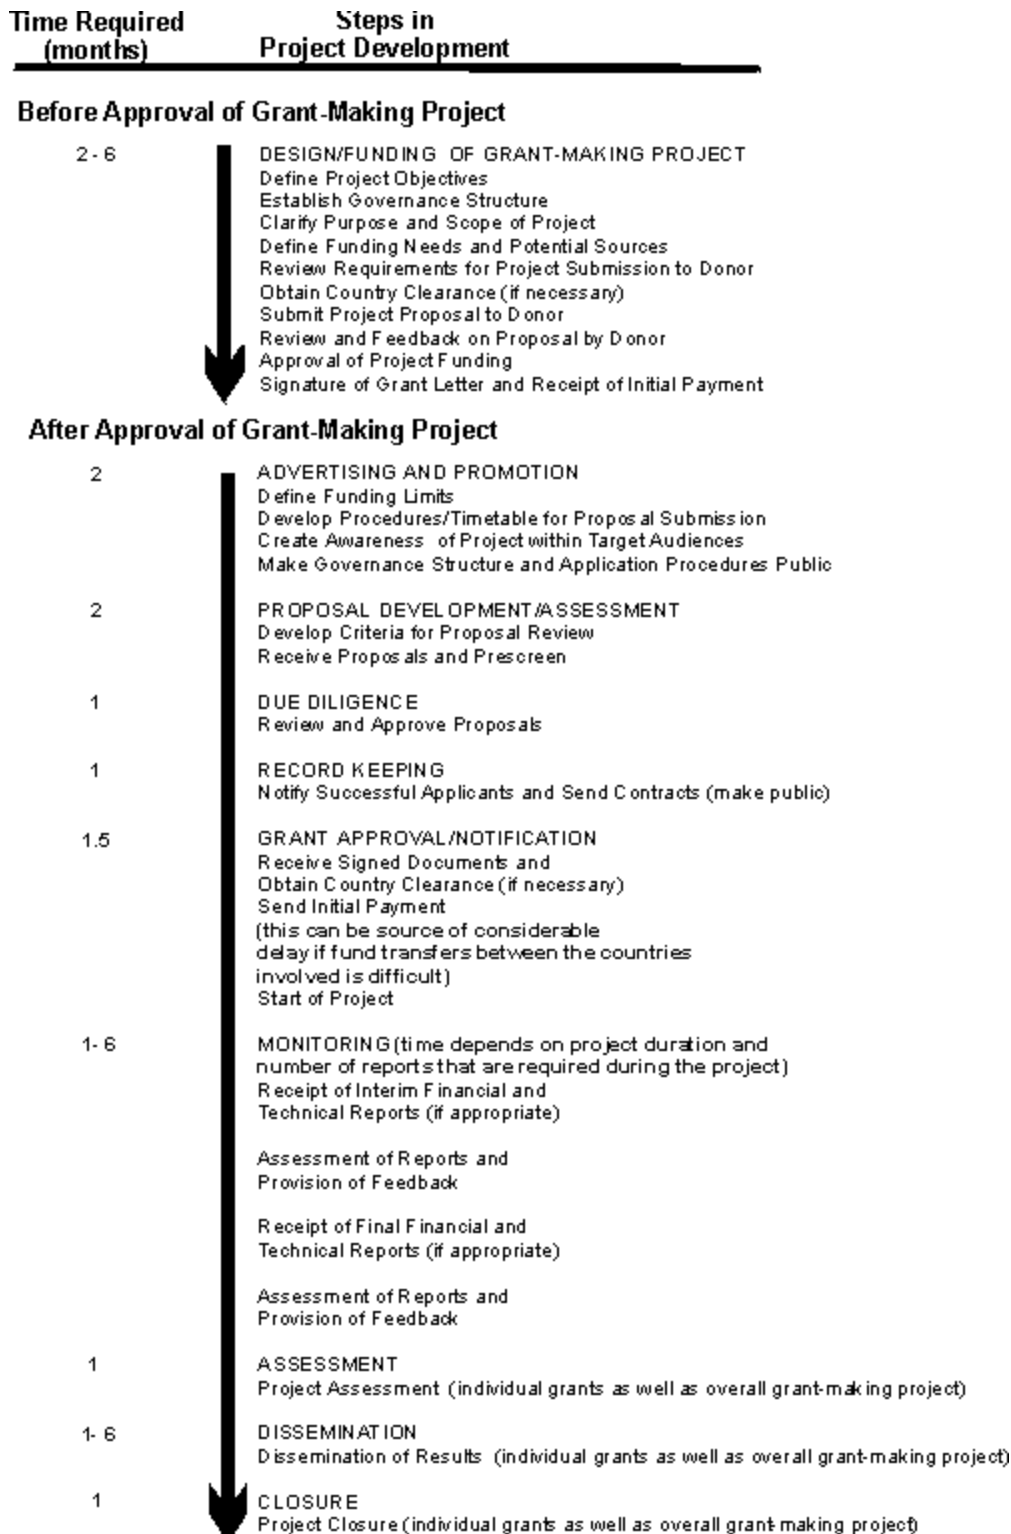 Time Required
(months)
Steps in
Project Development
Before Approval of Grant-Making Project
2 - 6
DESIGN/FUNDING OF GRANT-MAKING PROJECT
Define Project Objectives
Establish Governance Structure
Clarify Purpose and Scope of Project
Define Funding Needs and Potential Sources
Review Requirements for Project Submission to Donor
Obtain Country Clearance (if necessary)
Submit Project Proposal to Donor
Review and Feedback on Proposal by Donor
Approval of Project Funding
Signature of Grant Letter and Receipt of Initial Payment
After Approval of Grant-Making Project
2
ADVERTISING AND PROMOTION
Define Funding Limits
Develop Procedures/Timetable for Proposal Submission
Create Awareness of Project within Target Audiences
Make Governance Structure and Application Procedures Public
2
PROPOSAL DEVELOPMENT/ASSESSMENT
Develop Criteria for Proposal Review
Receive Proposals and Prescreen
1
DUE DILIGENCE
Review and Approve Proposals
1
RECORD KEEPING
Notify Successful Applicants and Send Contracts (make public)
1.5
GRANT APPROVAL/NOTIFICATION
Receive Signed Documents and
Obtain Country Clearance (if necessary)
Send Initial Payment
(this can be source of considerable
delay if fund transfers between the countries
involved is difficult)
Start of Project
1- 6
MONITORING (time depends on project duration and
number of reports that are required during the project)
Receipt of Interim Financial and
Technical Reports (if appropriate)
Assessment of Reports and
Provision of Feedback
Receipt of Final Financial and
Technical Reports (if appropriate)
Assessment of Reports and
Provision of Feedback
1
ASSESSMENT
Project Assessment (individual grants as well as overall grant-making project)
1- 6
DISSEMINATION
Dissemination of Results (individual grants as well as overall grant-making project)
1
CLOSURE
Project Closure (individual grants as well as overall grant-making project)